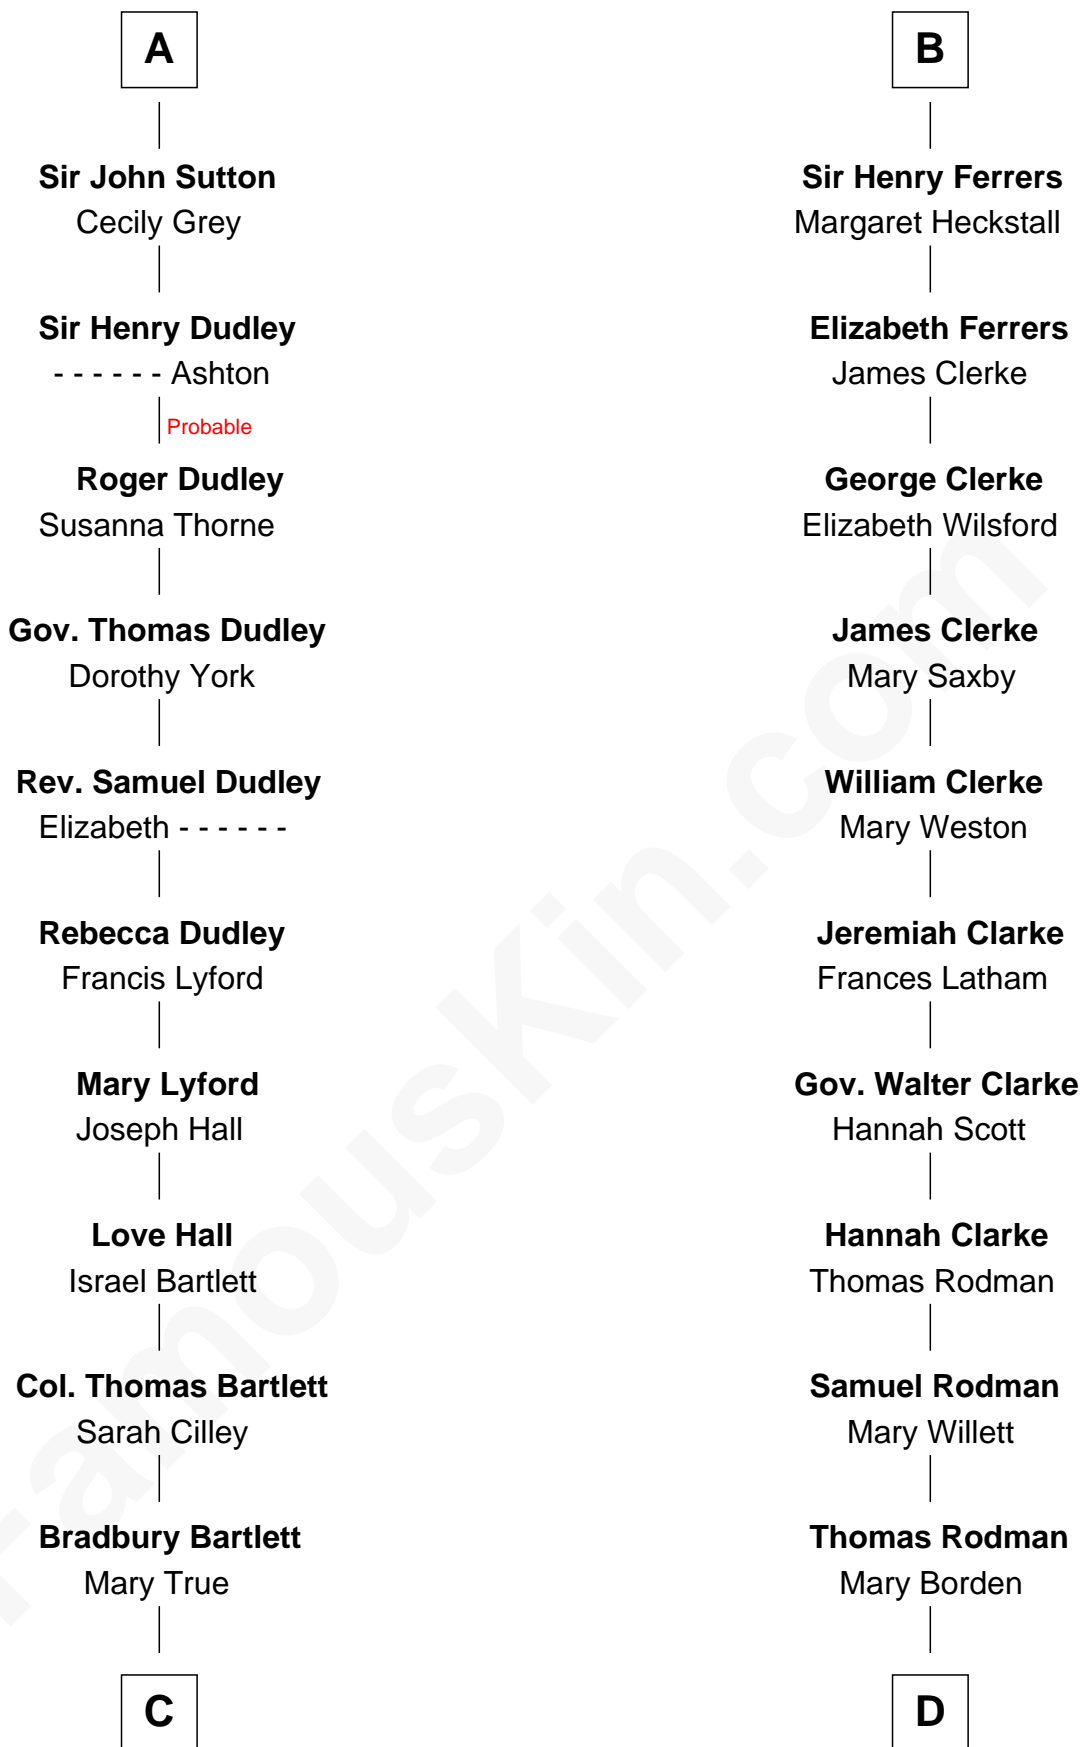 A
Sir John Sutton
Cecily Grey
Sir Henry Dudley
- - - - - - Ashton
Probable
Roger Dudley
Susanna Thorne
Gov. Thomas Dudley
Dorothy York
Rev. Samuel Dudley
Elizabeth - - - - - -
Rebecca Dudley
Francis Lyford
Mary Lyford
Joseph Hall
Love Hall
Israel Bartlett
Col. Thomas Bartlett
Sarah Cilley
Bradbury Bartlett
Mary True
C
B
Sir Henry Ferrers
Margaret Heckstall
Elizabeth Ferrers
James Clerke
George Clerke
Elizabeth Wilsford
James Clerke
Mary Saxby
William Clerke
Mary Weston
Jeremiah Clarke
Frances Latham
Gov. Walter Clarke
Hannah Scott
Hannah Clarke
Thomas Rodman
Samuel Rodman
Mary Willett
Thomas Rodman
Mary Borden
D
FamousKin.com